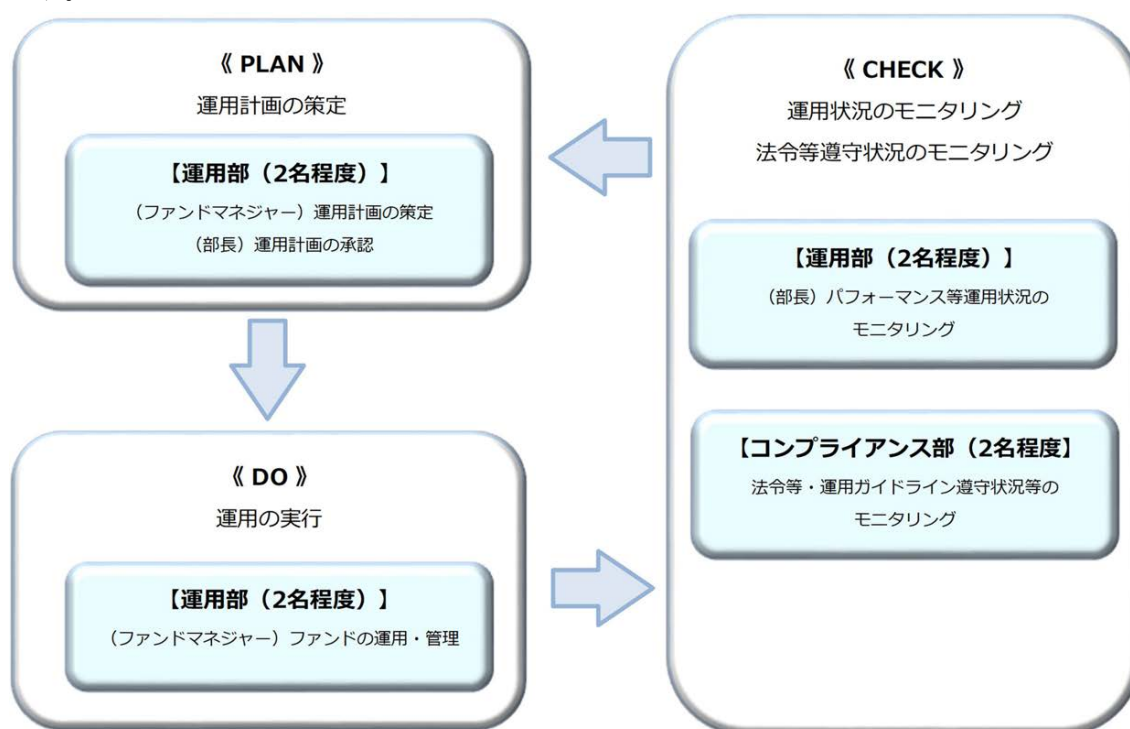 《 PLAN 》
運用計画の策定
【運用部（2名程度）】
（ファンドマネジャー）運用計画の策定
（部長）運用計画の承認
《 DO 》
運用の実行
【運用部（2名程度）】
（ファンドマネジャー）ファンドの運用・管理
《 CHECK 》
運用状況のモニタリング
法令等遵守状況のモニタリング
【運用部（2名程度）】
（部長）パフォーマンス等運用状況の
モニタリング
【コンプライアンス部（2名程度】
法令等・運用ガイドライン遵守状況等の
モニタリング